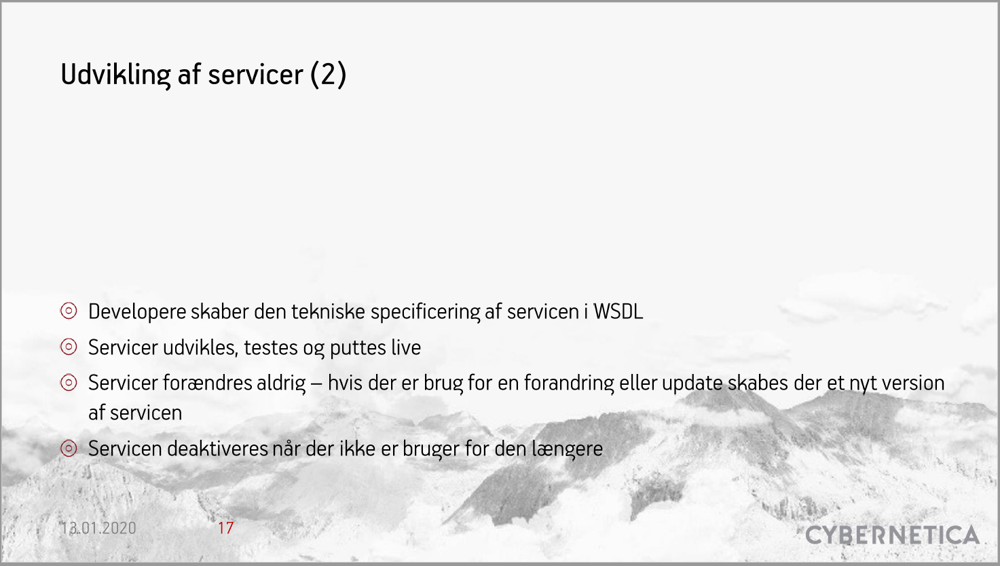 Udvikling af servicer (2)
Developere skaber den tekniske specificering af servicen i WSDL
Servicer udvikles, testes og puttes live
Servicer forændres aldrig – hvis der er brug for en forandring eller update skabes der et nyt version
af servicen
Servicen deaktiveres når der ikke er bruger for den længere
13.01.2020
17
CYBERNETICA